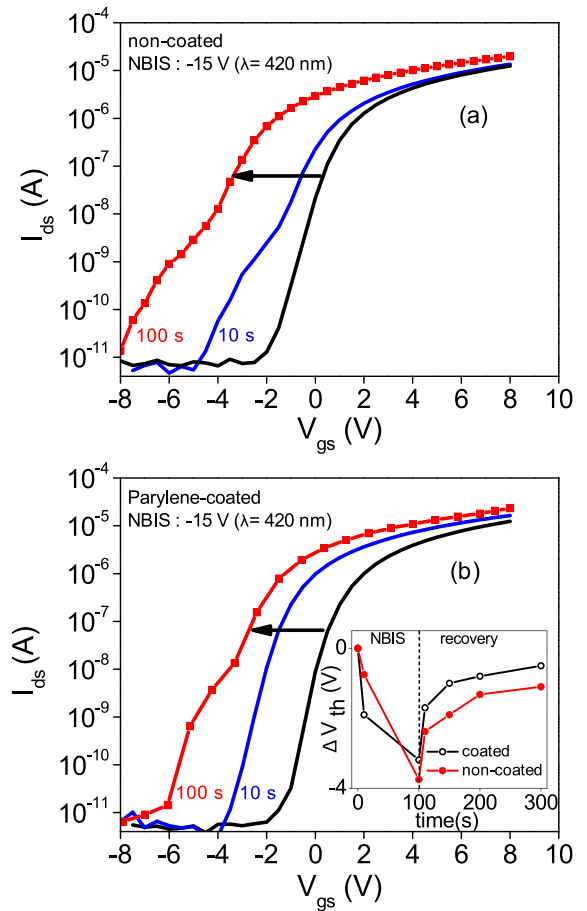 10⁻⁴
non-coated
NBIS : -15 V (λ= 420 nm)
10⁻⁵
10⁻⁶
(a)
10⁻⁷
I_ds (A)
10⁻⁸
10⁻⁹
10⁻¹⁰
100 s
10 s
10⁻¹¹
-8 -6 -4 -2 0 2 4 6 8 10
V_gs (V)
10⁻⁴
Parylene-coated
NBIS : -15 V (λ= 420 nm)
10⁻⁵
10⁻⁶
(b)
10⁻⁷
I_ds (A)
10⁻⁸
10⁻⁹
10⁻¹⁰
100 s
10 s
10⁻¹¹
NBIS
recovery
0
Δ V_th (V)
coated
non-coated
-4
0 100 200 300
time(s)
-8 -6 -4 -2 0 2 4 6 8 10
V_gs (V)